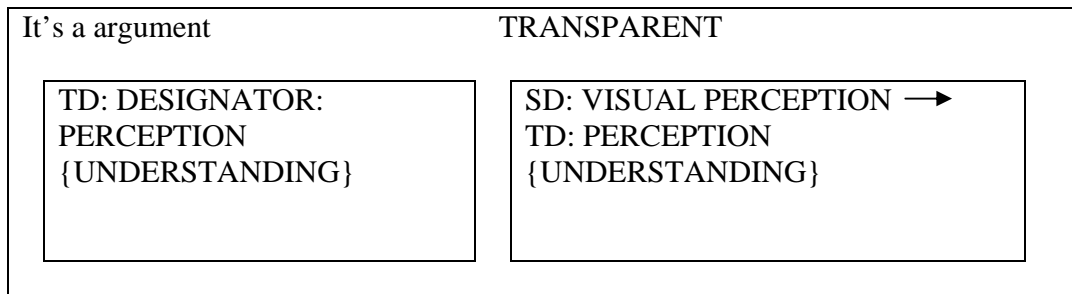 It’s a argument TRANSPARENT
TD: DESIGNATOR:
PERCEPTION
{UNDERSTANDING}
SD: VISUAL PERCEPTION →
TD: PERCEPTION
{UNDERSTANDING}